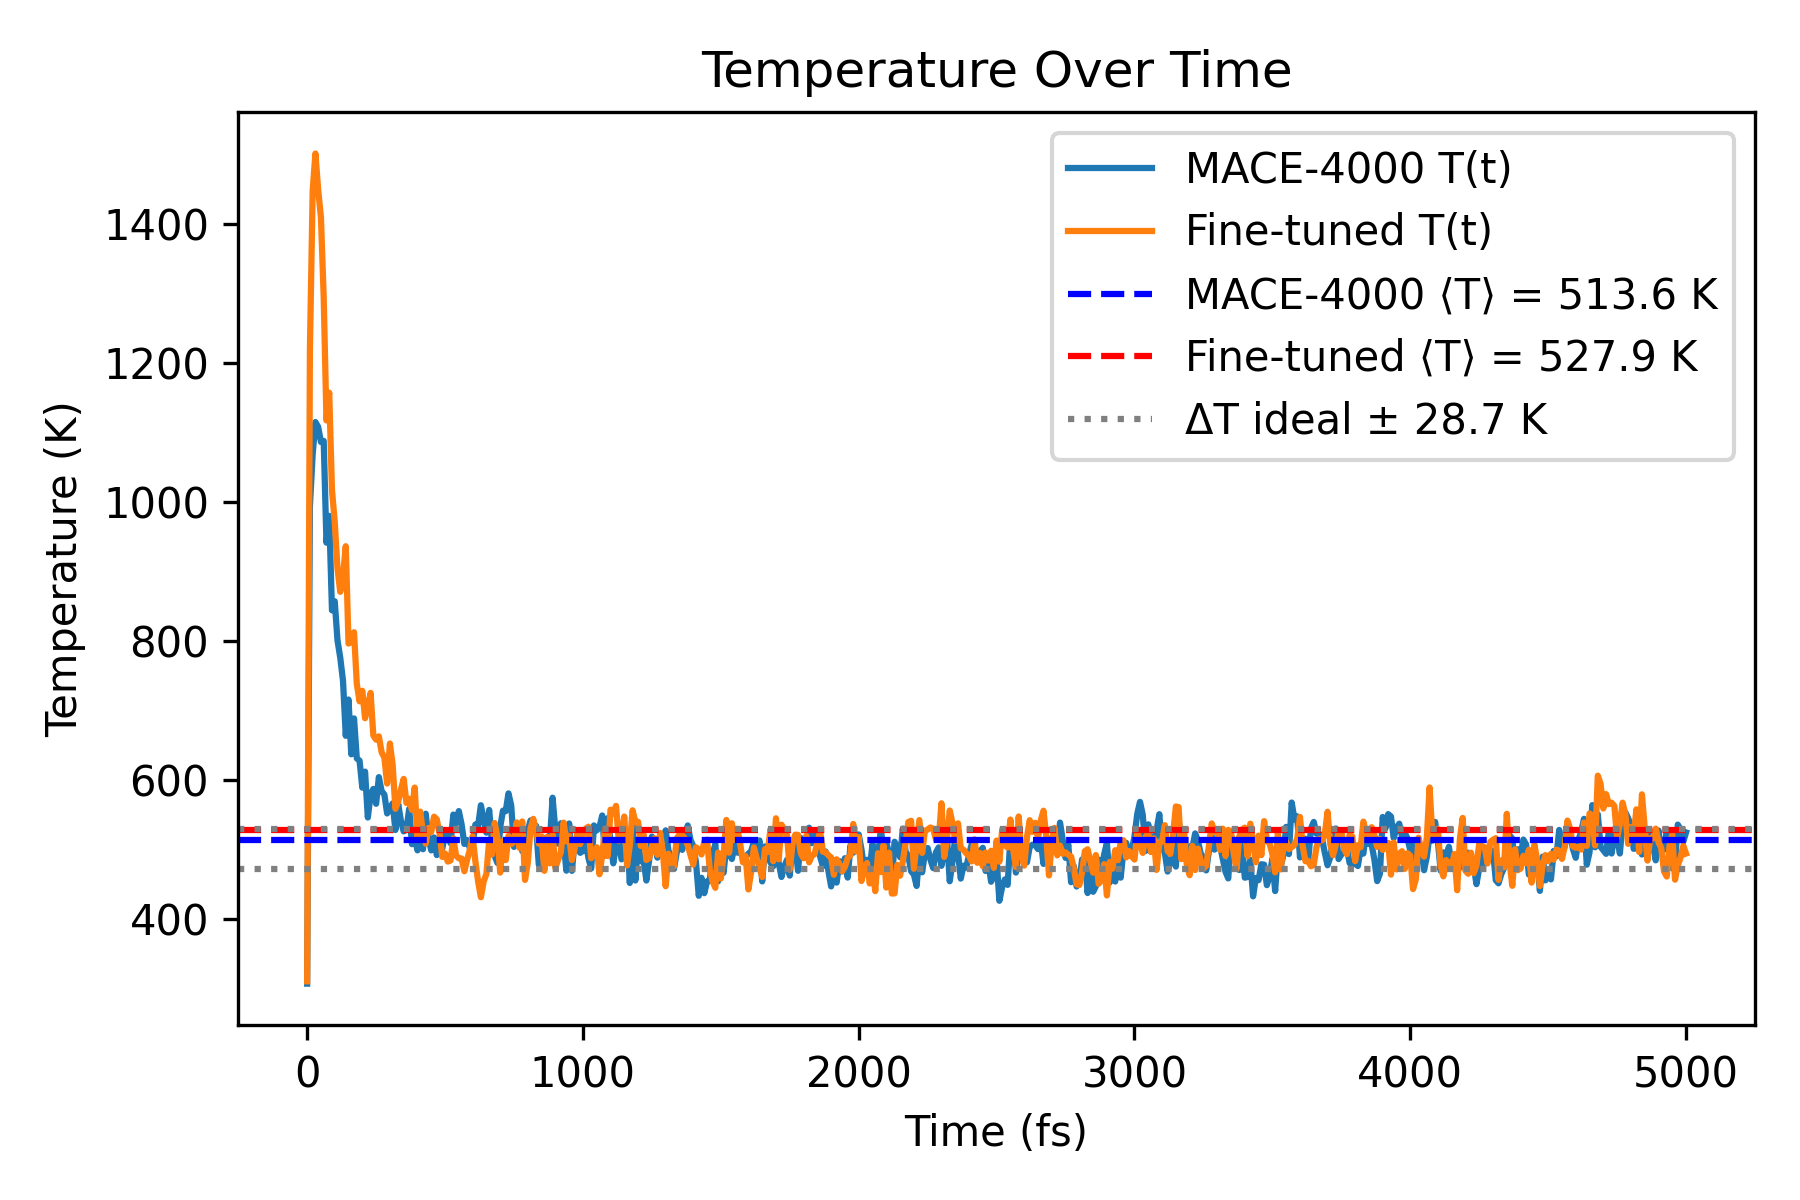 Temperature Over Time
MACE-4000 T(t)
Fine-tuned T(t)
MACE-4000 ⟨T⟩ = 513.6 K
Fine-tuned ⟨T⟩ = 527.9 K
ΔT ideal ± 28.7 K
Temperature (K)
1400
1200
1000
800
600
400
0 1000 2000 3000 4000 5000
Time (fs)